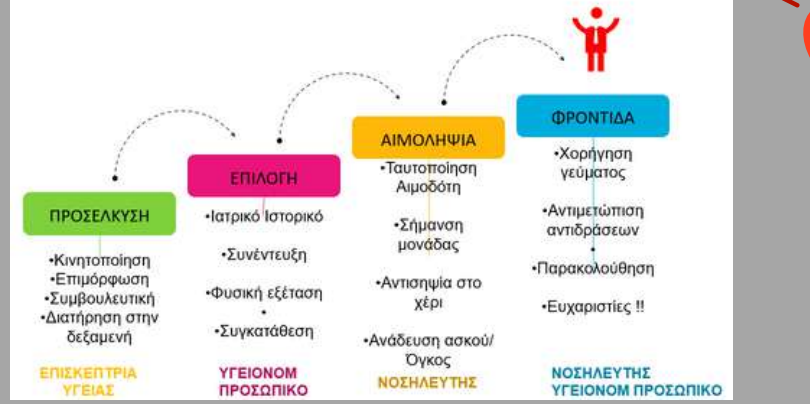 ΠΡΟΣΕΛΚΥΣΗ
•Κινητοποίηση
•Επιμόρφωση
•Συμβουλευτική
•Διατήρηση στην
δεξαμενή
ΕΠΙΣΚΕΠΤΡΙΑ
ΥΓΕΙΑΣ
ΕΠΙΛΟΓΗ
•Ιατρικό Ιστορικό
•Συνέντευξη
•Φυσική εξέταση
•
•Συγκατάθεση
ΥΓΕΙΟΝΟΜ
ΠΡΟΣΩΠΙΚΟ
ΑΙΜΟΛΗΨΙΑ
•Ταυτοποίηση
Αιμοδότη
•Σήμανση
μονάδας
•Αντισηψία στο
χέρι
•Ανάδευση ασκού/
Όγκος
ΝΟΣΗΛΕΥΤΗΣ
ΦΡΟΝΤΙΔΑ
•Χορήγηση
γεύματος
•Αντιμετώπιση
αντιδράσεων
•
•Παρακολούθηση
•Ευχαριστίες !!
ΝΟΣΗΛΕΥΤΗΣ
ΥΓΕΙΟΝΟΜ ΠΡΟΣΩΠΙΚΟ